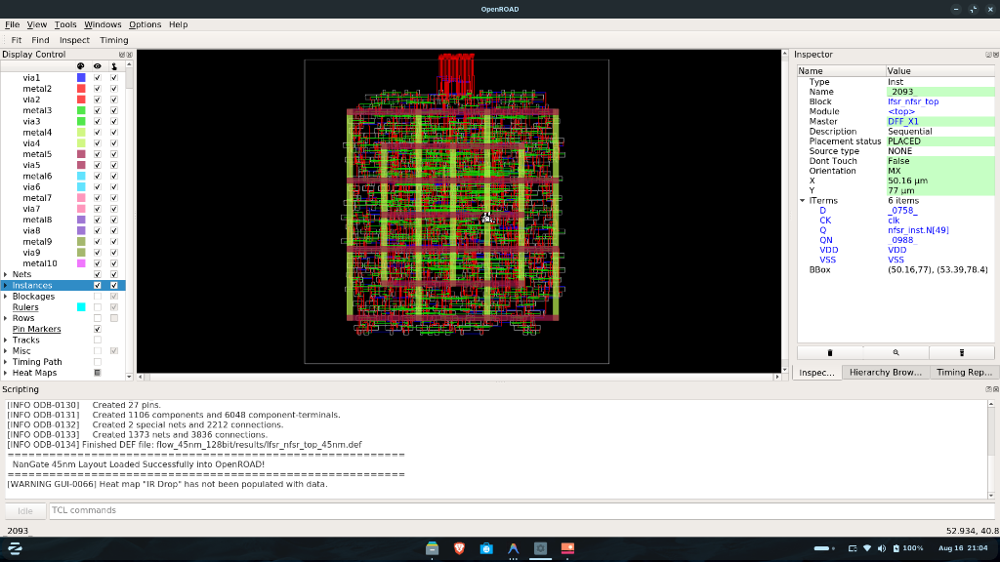 OpenROAD
File View Tools Windows Options Help
Fit Find Inspect Timing
Display Control
via1
metal2
via2
metal3
via3
metal4
via4
metal5
via5
metal6
via6
metal7
via7
metal8
via8
metal9
via9
metal10
Nets
Instances
Blockages
Rulers
Rows
Pin Markers
Tracks
Misc
Timing Path
Heat Maps
Inspector
Name Value
Type Inst
Name _2093_
Block lfsr_nfsr_top
Module <top>
Master DFF_X1
Description Sequential
Placement status PLACED
Source type NONE
Dont Touch False
Orientation MX
X 50.16 μm
Y 77 μm
ITerms 6 items
D _0758_
CK clk
Q nfsr_inst.N[49]
QN _0988_
VDD VDD
VSS VSS
BBox (50.16,77), (53.39,78.4)
Inspec... Hierarchy Brow... Timing Rep...
Scripting
[INFO ODB-0130] Created 27 pins.
[INFO ODB-0131] Created 1106 components and 6048 component-terminals.
[INFO ODB-0132] Created 2 special nets and 2212 connections.
[INFO ODB-0133] Created 1373 nets and 3836 connections.
[INFO ODB-0134] Finished DEF file: flow_45nm_128bit/results/lfsr_nfsr_top_45nm.def
NanGate 45nm Layout Loaded Successfully into OpenROAD!
[WARNING GUI-0066] Heat map "IR Drop" has not been populated with data.
Idle TCL commands
_2093_ 52.934, 40.8
100% Aug 16 21:04